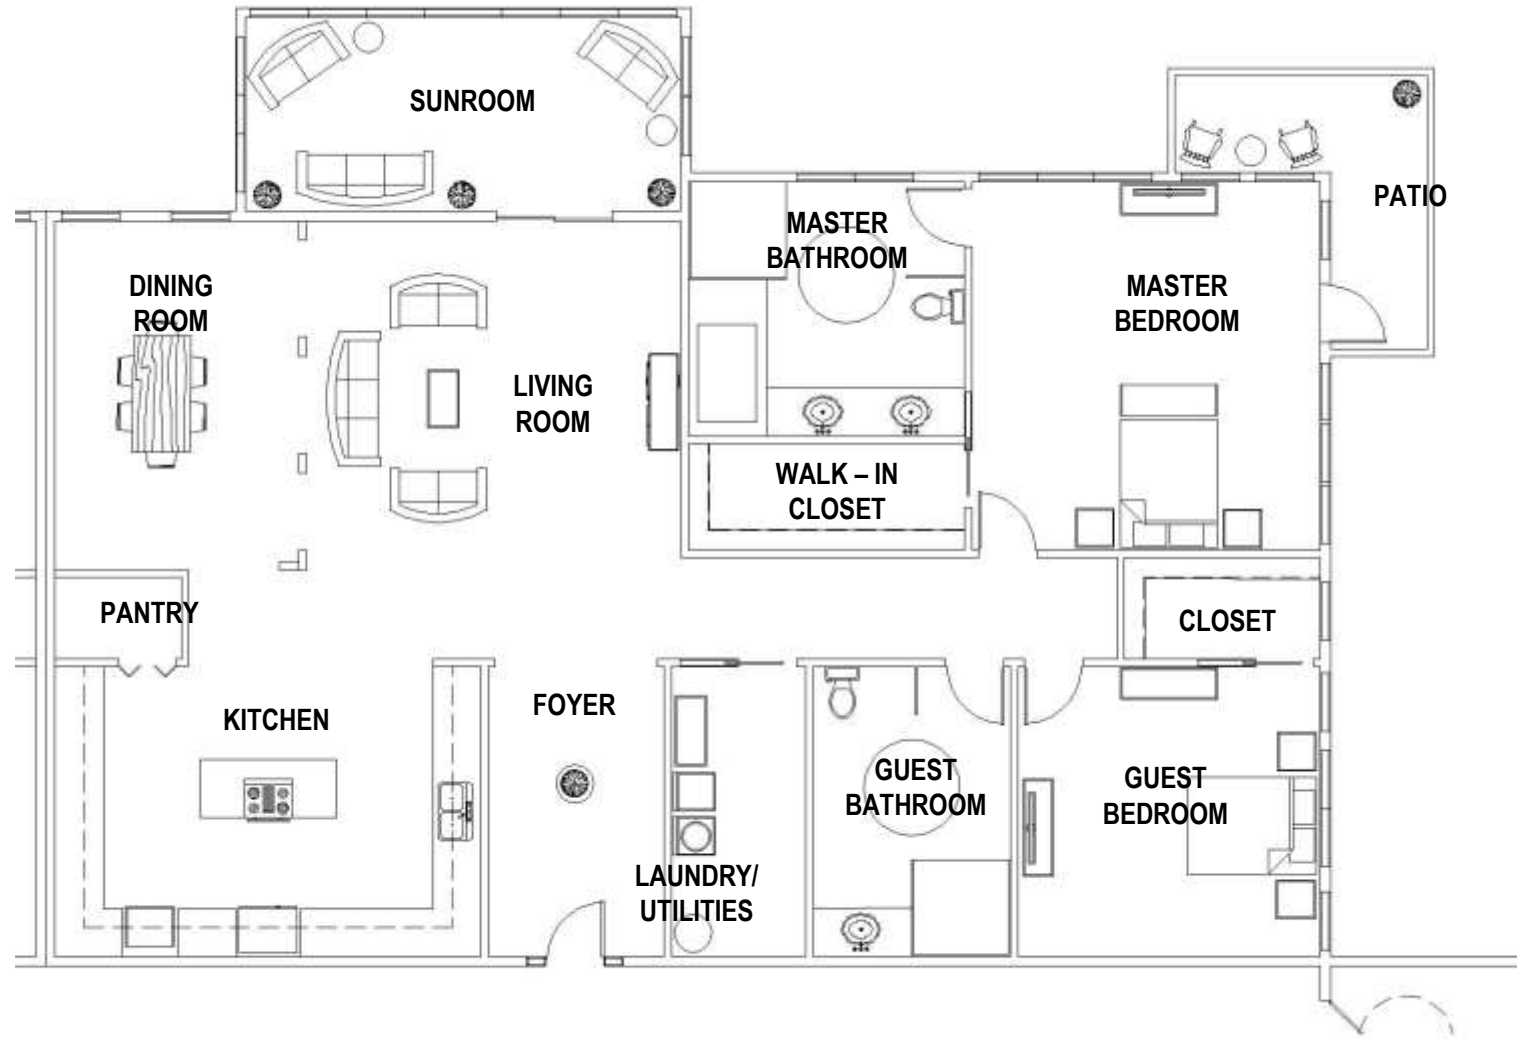 SUNROOM
PATIO
MASTER
BATHROOM
DINING
ROOM
MASTER
BEDROOM
LIVING
ROOM
WALK – IN
CLOSET
PANTRY
CLOSET
KITCHEN
FOYER
GUEST
BATHROOM
GUEST
BEDROOM
LAUNDRY/
UTILITIES